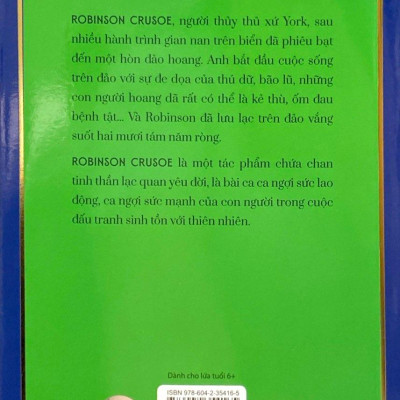 ROBINSON CRUSOE, người thủy thủ xứ York, sau
nhiều hành trình gian nan trên biển đã phiêu bạt
đến một hòn đảo hoang. Anh bắt đầu cuộc sống
trên đảo với sự đe dọa của thú dữ, bão lũ, những
con người hoang dã rất có thể là kẻ thù, ốm đau
bệnh tật... Và Robinson đã lưu lạc trên đảo vắng
suốt hai mươi tám năm ròng.
ROBINSON CRUSOE là một tác phẩm chứa chan
tinh thần lạc quan yêu đời, là bài ca ca ngợi sức lao
động, ca ngợi sức mạnh của con người trong cuộc
đấu tranh sinh tồn với thiên nhiên.
Dành cho lứa tuổi 6+
ISBN 978-604-2-35416-5